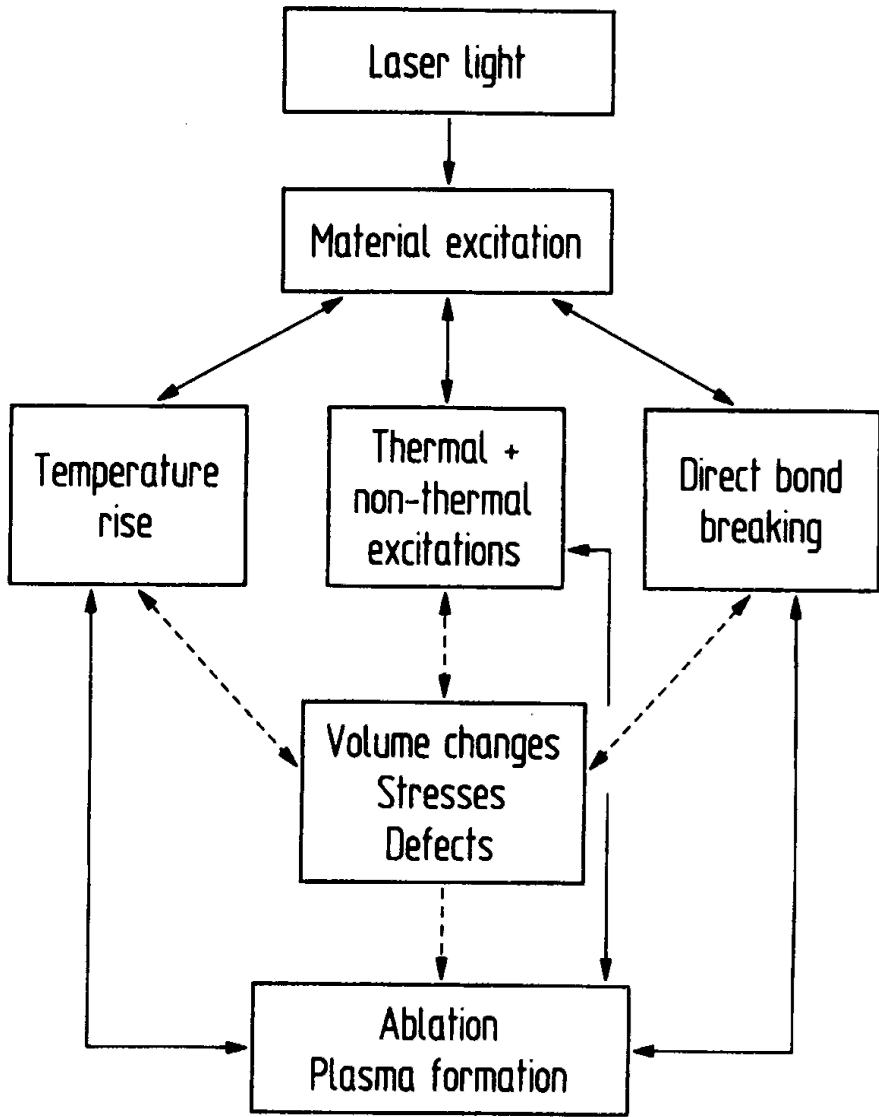 Laser light
Material excitation
Temperature
rise
Thermal +
non-thermal
excitations
Direct bond
breaking
Volume changes
Stresses
Defects
Ablation
Plasma formation